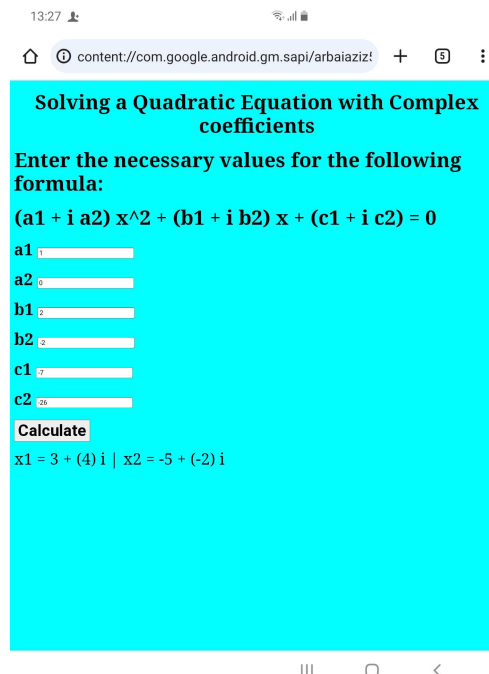 13:27
content://com.google.android.gm.sapi/arbaiaziz!
5
Solving a Quadratic Equation with Complex
coefficients
Enter the necessary values for the following
formula:
(a1 + i a2) x^2 + (b1 + i b2) x + (c1 + i c2) = 0
a1 1
a2 0
b1 2
b2 -2
c1 -7
c2 -26
Calculate
x1 = 3 + (4) i | x2 = -5 + (-2) i